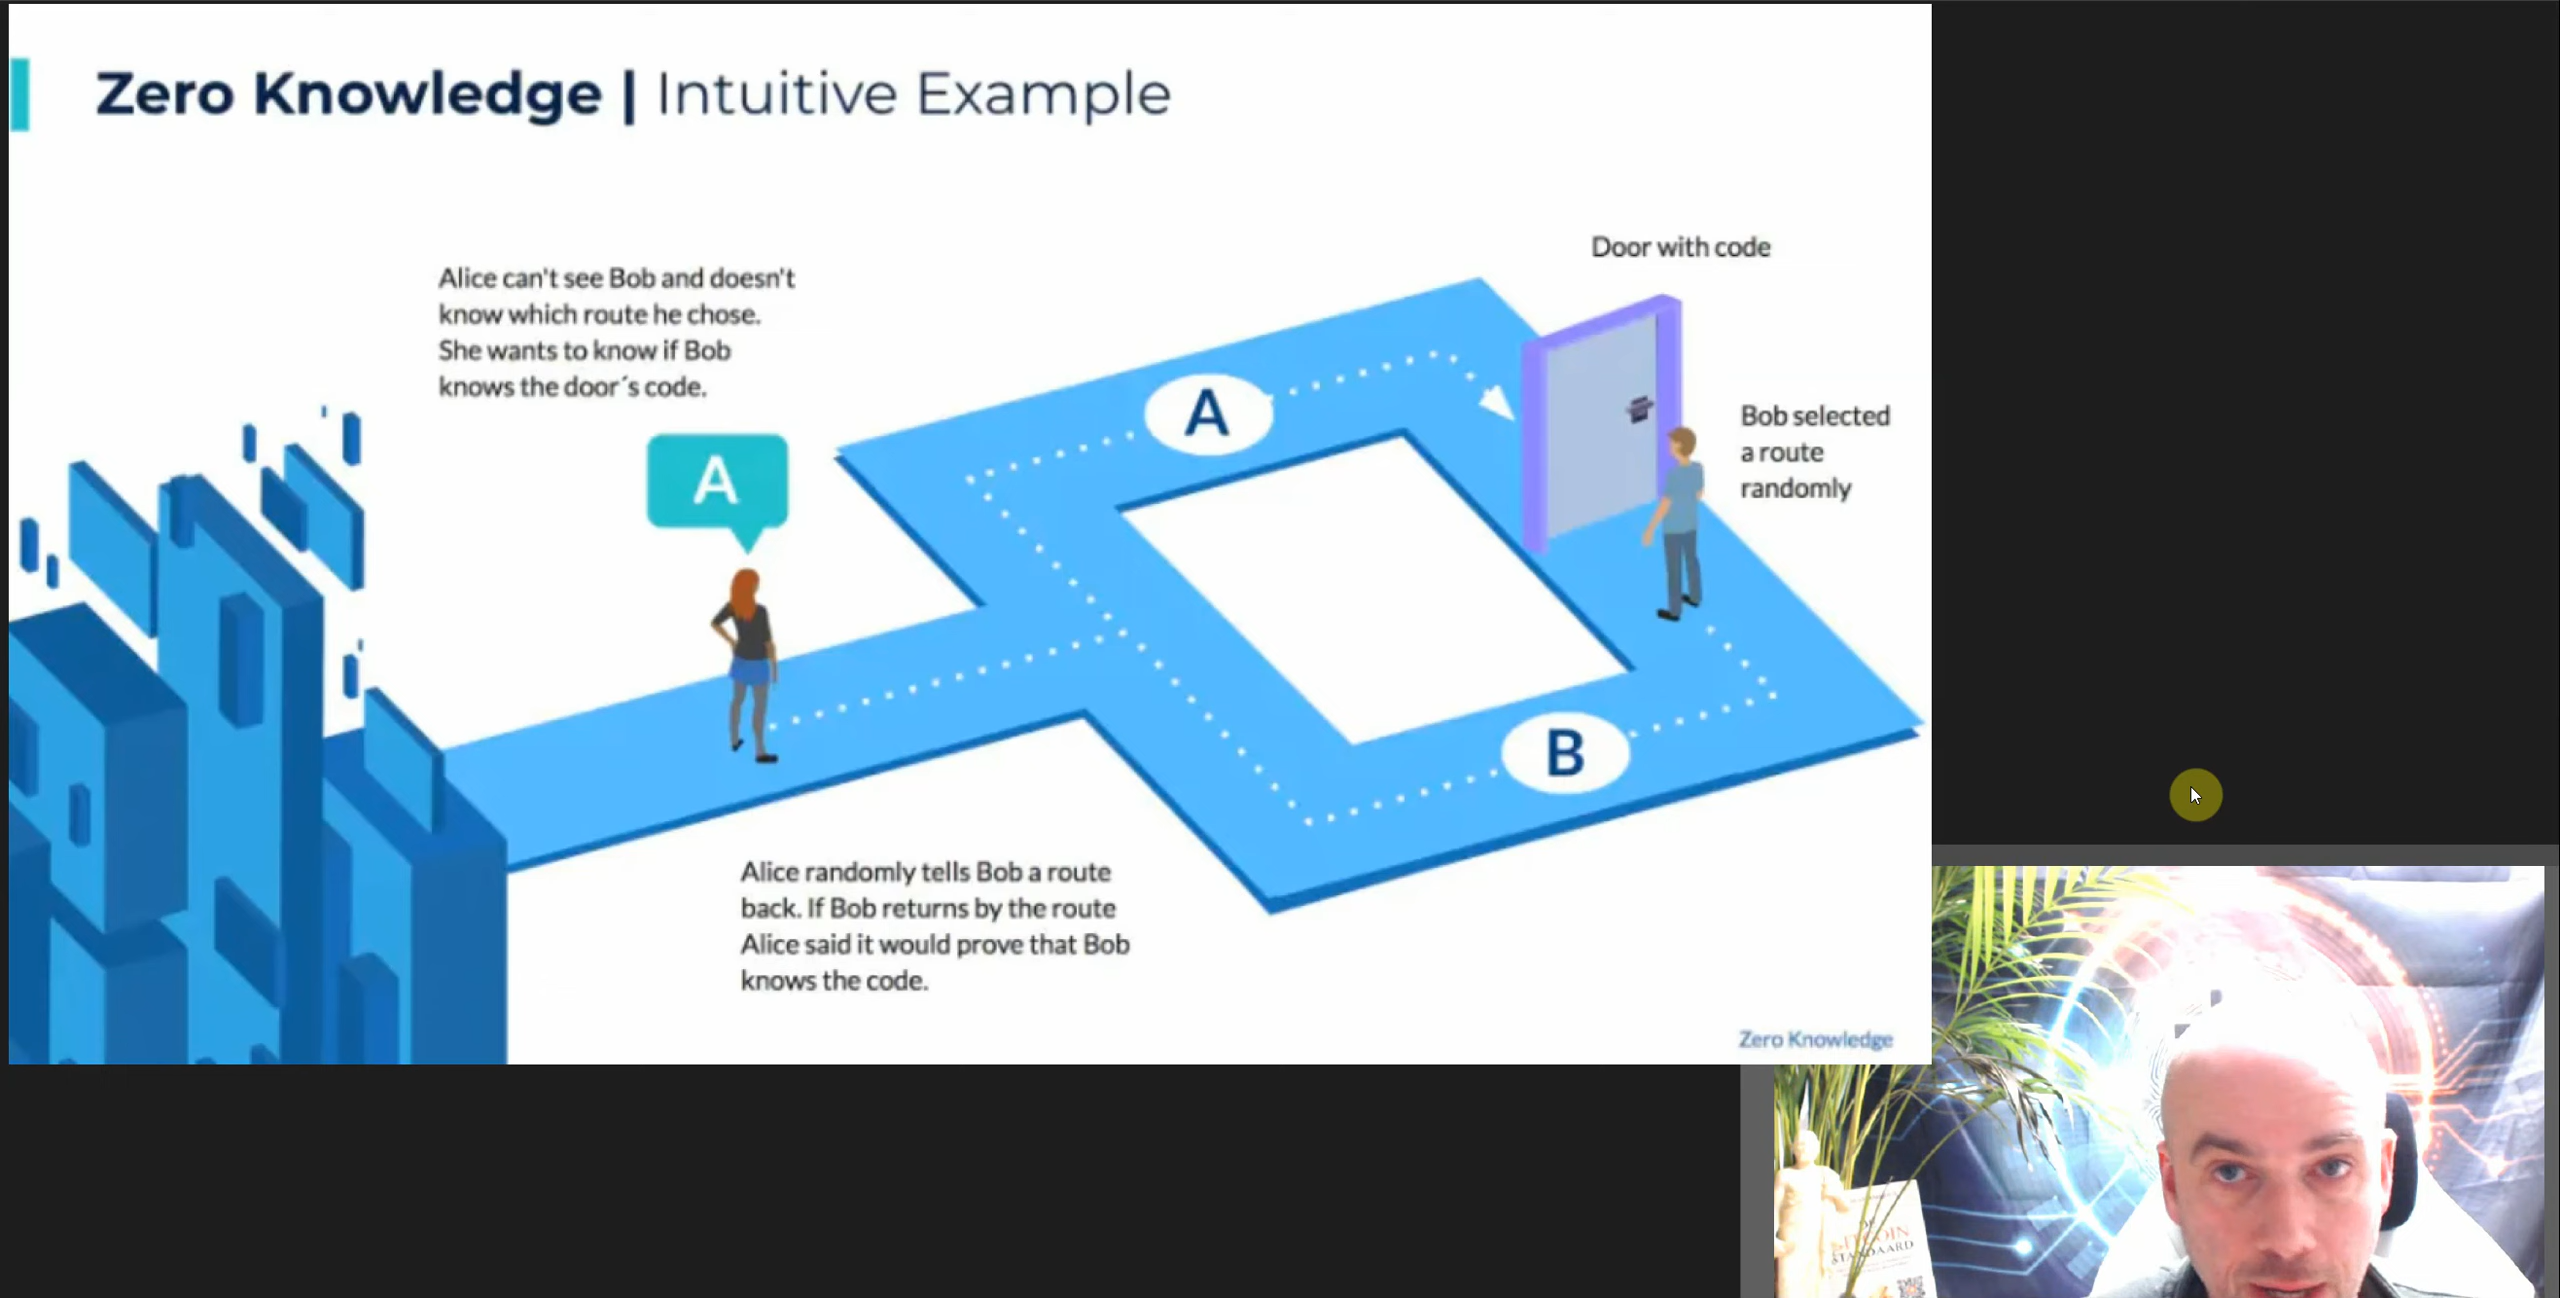 Zero Knowledge | Intuitive Example
Alice can't see Bob and doesn't
know which route he chose.
She wants to know if Bob
knows the door´s code.
Door with code
A
A
Bob selected
a route
randomly
B
Alice randomly tells Bob a route
back. If Bob returns by the route
Alice said it would prove that Bob
knows the code.
Zero Knowledge
BITCOIN
STANDAARD